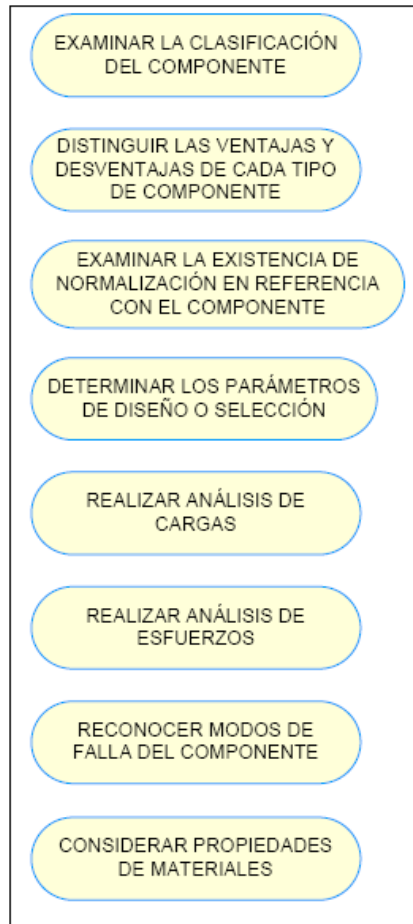 EXAMINAR LA CLASIFICACIÓN
DEL COMPONENTE
DISTINGUIR LAS VENTAJAS Y
DESVENTAJAS DE CADA TIPO
DE COMPONENTE
EXAMINAR LA EXISTENCIA DE
NORMALIZACIÓN EN REFERENCIA
CON EL COMPONENTE
DETERMINAR LOS PARÁMETROS
DE DISEÑO O SELECCIÓN
REALIZAR ANÁLISIS DE
CARGAS
REALIZAR ANÁLISIS DE
ESFUERZOS
RECONOCER MODOS DE
FALLA DEL COMPONENTE
CONSIDERAR PROPIEDADES
DE MATERIALES